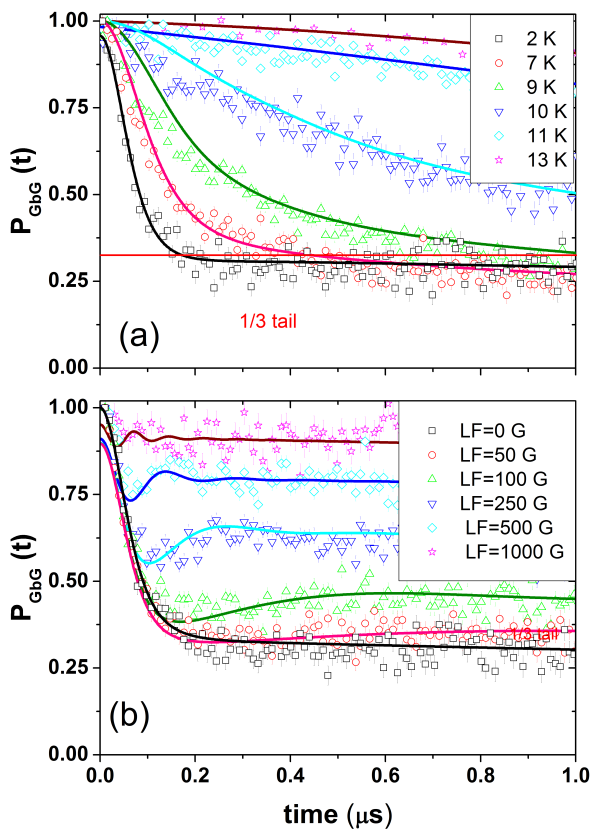 1.00
0.75
0.50
0.25
0.00
P GbG (t)
2 K
7 K
9 K
10 K
11 K
13 K
1/3 tail
(a)
1.00
0.75
0.50
0.25
0.00
P GbG (t)
LF=0 G
LF=50 G
LF=100 G
LF=250 G
LF=500 G
LF=1000 G
1/3 tail
(b)
0.0 0.2 0.4 0.6 0.8 1.0
time (μs)